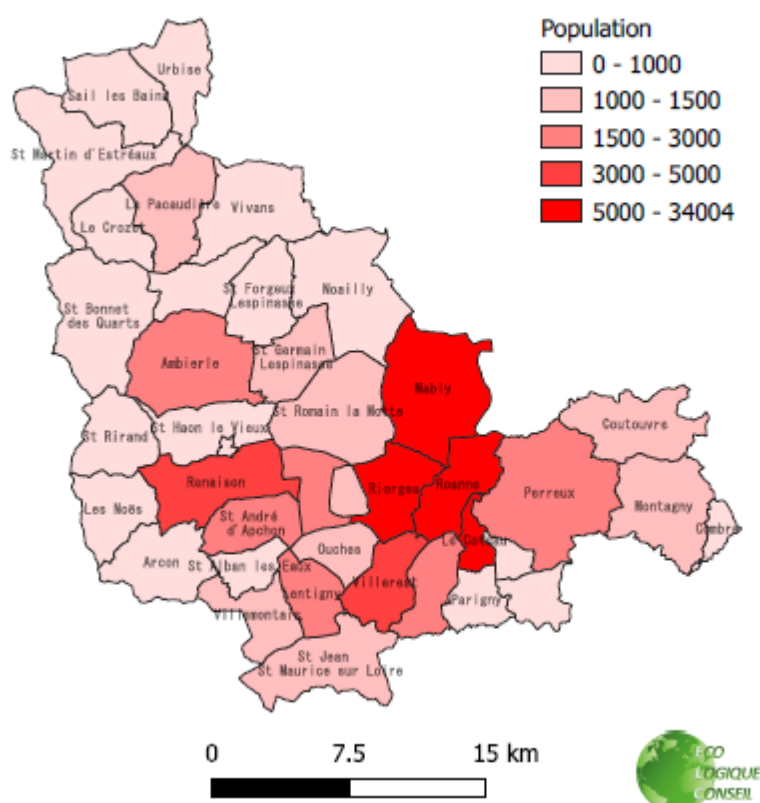 Population
0 - 1000
1000 - 1500
1500 - 3000
3000 - 5000
5000 - 34004
Urbise
Sail les Bains
St Martin d'Estréaux
La Pacaudière
Le Crozet
Vivans
St Forgeux
Lespinasse
Noailly
St Bonnet
des Quarts
Ambierle
St Germain
Lespinasse
Mably
St Romain la Motte
St Haon le Vieux
St Rirand
Coutouvre
Renaison
Riorges
Roanne
Perreux
Les Noës
St André
d'Apchon
Montagny
Combre
Ouches
Le Coteau
Arcon
St Alban les Eaux
Villerest
Lentigny
Parigny
Villemontais
St Jean
St Maurice sur Loire
0
7.5
15 km
ECO
LOGIQUE
CONSEIL